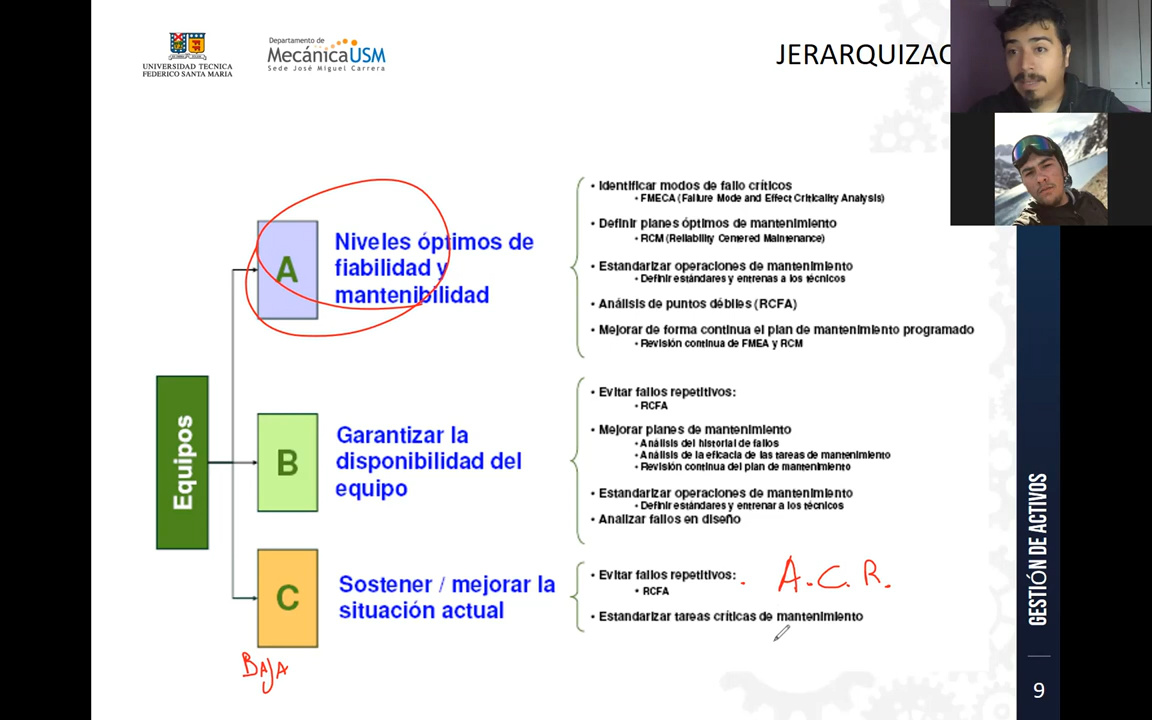 UNIVERSIDAD TECNICA
FEDERICO SANTA MARIA
Departamento de
MecánicaUSM
Sede José Miguel Carrera
JERARQUIZAC
Equipos
A
Niveles óptimos de
fiabilidad y
mantenibilidad
• Identificar modos de fallo críticos
• FMECA (Failure Mode and Effect Criticality Analysis)
• Definir planes óptimos de mantenimiento
• RCM (Reliability Centered Maintenance)
• Estandarizar operaciones de mantenimiento
• Definir estándares y entrenas a los técnicos
• Análisis de puntos débiles (RCFA)
• Mejorar de forma continua el plan de mantenimiento programado
• Revisión continua de FMEA y RCM
B
Garantizar la
disponibilidad del
equipo
• Evitar fallos repetitivos:
• RCFA
• Mejorar planes de mantenimiento
• Análisis del historial de fallos
• Análisis de la eficacia de las tareas de mantenimiento
• Revisión continua del plan de mantenimiento
• Estandarizar operaciones de mantenimiento
• Definir estándares y entrenar a los técnicos
• Analizar fallos en diseño
C
Sostener / mejorar la
situación actual
• Evitar fallos repetitivos:
• RCFA
• Estandarizar tareas críticas de mantenimiento
A.C.R.
BAJA
GESTIÓN DE ACTIVOS
9